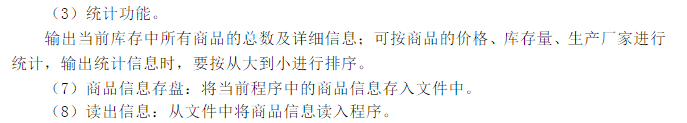 （3）统计功能。
输出当前库存中所有商品的总数及详细信息；可按商品的价格、库存量、生产厂家进行
统计，输出统计信息时，要按从大到小进行排序。
（7）商品信息存盘：将当前程序中的商品信息存入文件中。
（8）读出信息：从文件中将商品信息读入程序。